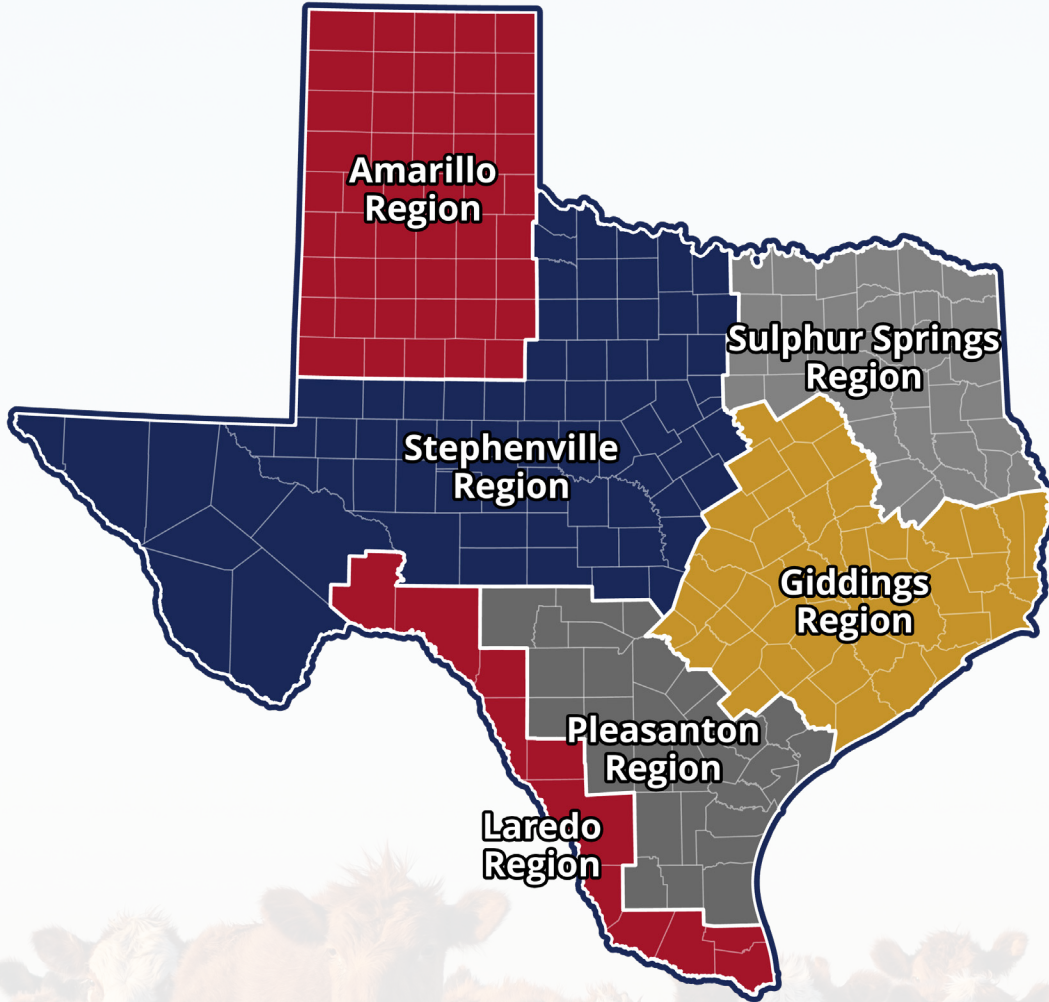 Amarillo
Region
Sulphur Springs
Region
Stephenville
Region
Giddings
Region
Pleasanton
Region
Laredo
Region